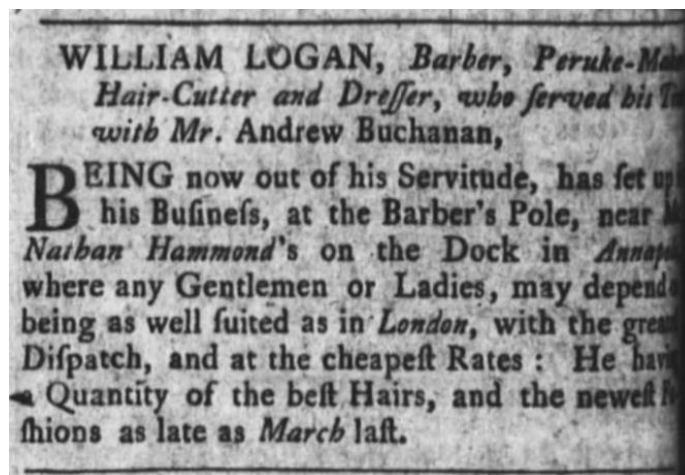 WILLIAM LOGAN, Barber, Peruke-
Hair-Cutter and Dreſſer, who ſerved his
with Mr. Andrew Buchanan,
BEING now out of his Servitude, has ſet up
his Buſineſs, at the Barber's Pole, near
Nathan Hammond's on the Dock in
where any Gentlemen or Ladies, may depend
being as well ſuited as in London, with the
Diſpatch, and at the cheapeſt Rates : He
a Quantity of the beſt Hairs, and the neweſt
ſhions as late as March laſt.